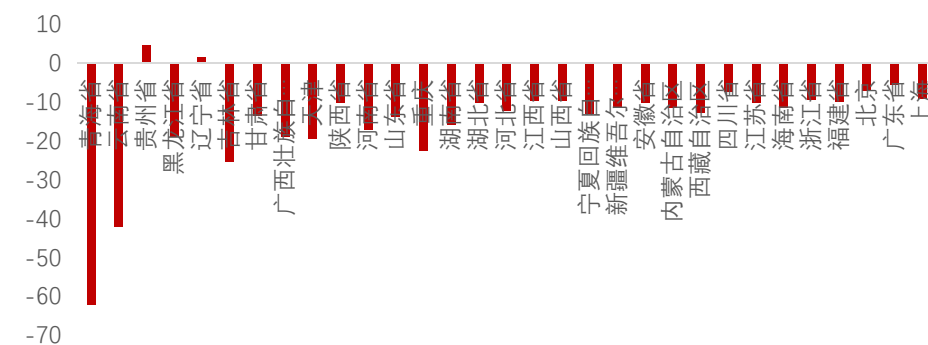 10
0
-10
-20
-30
-40
-50
-60
-70
青海省
云南省
贵州省
黑龙江省
辽宁省
吉林省
甘肃省
广西壮族自…
天津
陕西省
河南省
山东省
重庆
湖南省
湖北省
河北省
江西省
山西省
宁夏回族自…
新疆维吾尔…
安徽省
内蒙古自治区
西藏自治区
四川省
江苏省
海南省
浙江省
福建省
北京
广东省
上海